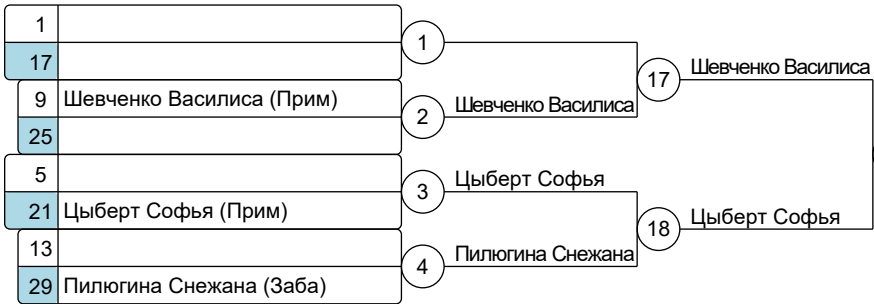 1
17
9 Шевченко Василиса (Прим)
25
5
21 Цыберт Софья (Прим)
13
29 Пилюгина Снежана (Заба)
1
2
Шевченко Василиса
3
Цыберт Софья
4
Пилюгина Снежана
17
Шевченко Василиса
18
Цыберт Софья